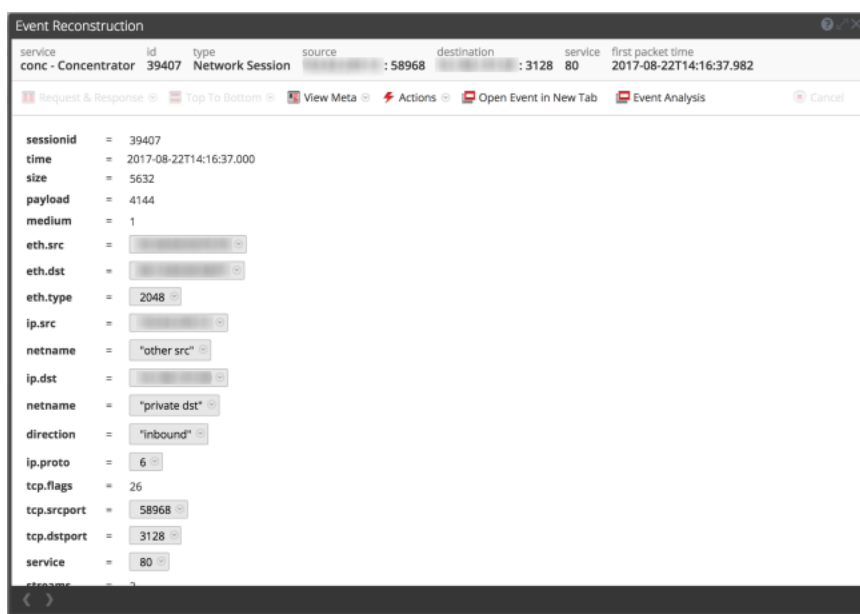 Event Reconstruction
service id type source destination service first packet time
conc - Concentrator 39407 Network Session : 58968 : 3128 80 2017-08-22T14:16:37.982
Request & Response Top To Bottom View Meta Actions Open Event in New Tab Event Analysis Cancel
sessionid = 39407
time = 2017-08-22T14:16:37.000
size = 5632
payload = 4144
medium = 1
eth.src =
eth.dst =
eth.type = 2048
ip.src =
netname = "other src"
ip.dst =
netname = "private dst"
direction = "inbound"
ip.proto = 6
tcp.flags = 26
tcp.srcport = 58968
tcp.dstport = 3128
service = 80
streams = 2